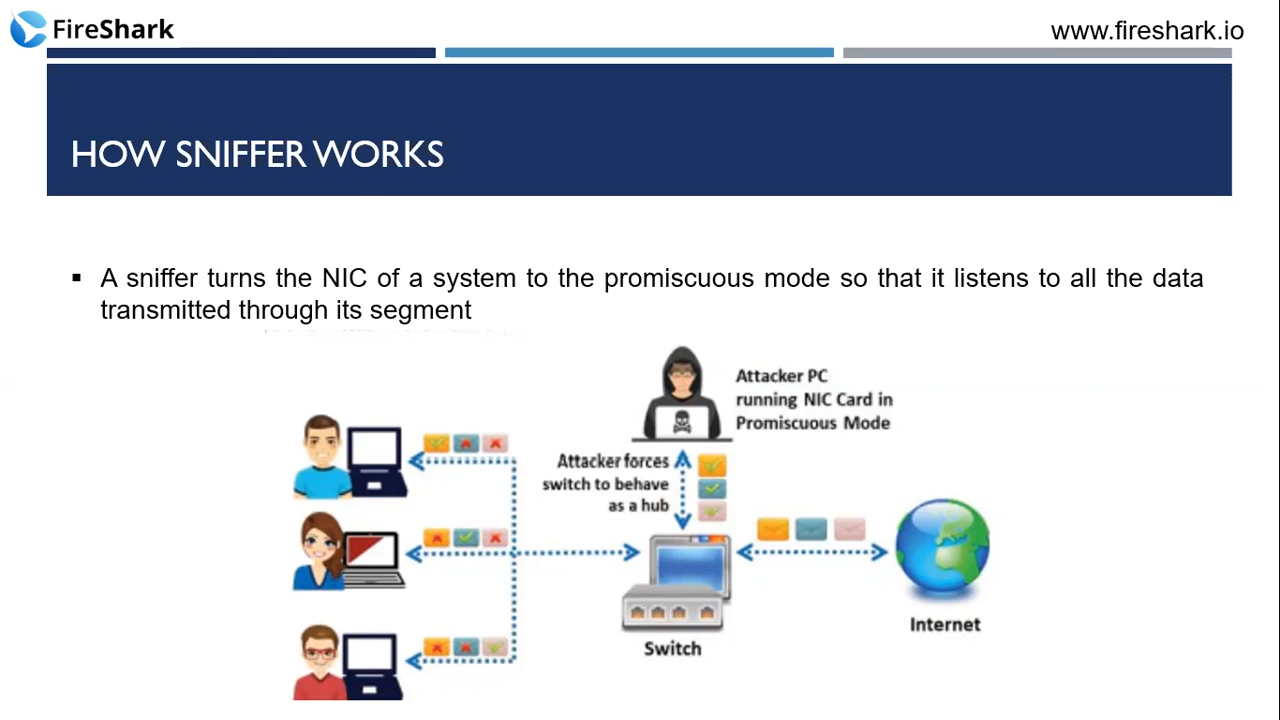 FireShark
www.fireshark.io
HOW SNIFFER WORKS
▪ A sniffer turns the NIC of a system to the promiscuous mode so that it listens to all the data
transmitted through its segment
Attacker PC
running NIC Card in
Promiscuous Mode
Attacker forces
switch to behave
as a hub
Switch
Internet